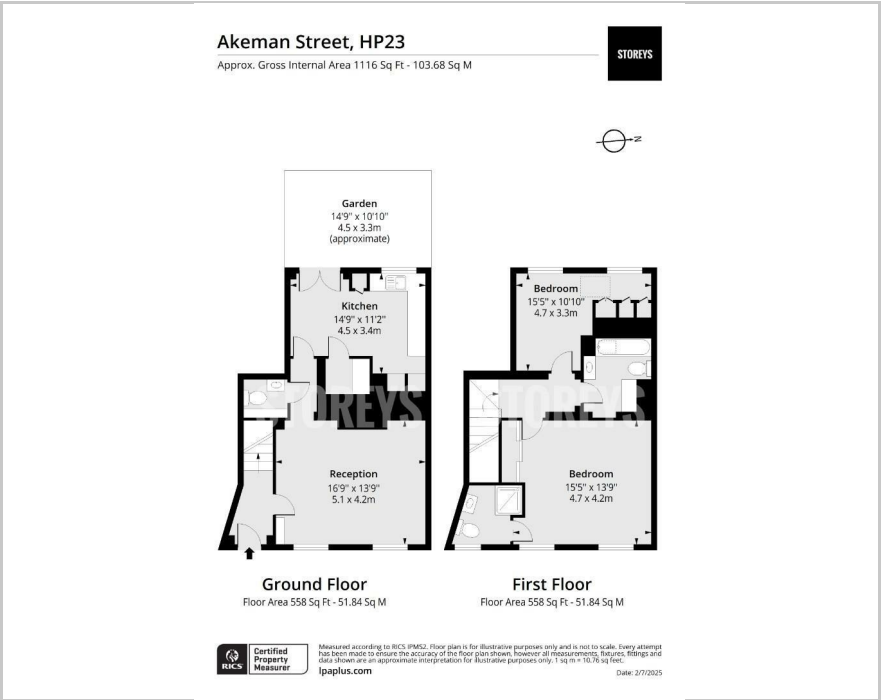 Akeman Street, HP23
Approx. Gross Internal Area 1116 Sq Ft - 103.68 Sq M
STOREYS
N
Garden
14'9" x 10'10"
4.5 x 3.3m
(approximate)
Kitchen
14'9" x 11'2"
4.5 x 3.4m
Bedroom
15'5" x 10'10"
4.7 x 3.3m
STOREYS
STOREYS
Reception
16'9" x 13'9"
5.1 x 4.2m
Bedroom
15'5" x 13'9"
4.7 x 4.2m
Ground Floor
Floor Area 558 Sq Ft - 51.84 Sq M
First Floor
Floor Area 558 Sq Ft - 51.84 Sq M
RICS
Certified
Property
Measurer
Measured according to RICS IPMS2. Floor plan is for illustrative purposes only and is not to scale. Every attempt
has been made to ensure the accuracy of the floor plan shown, however all measurements, fixtures, fittings and
data shown are an approximate interpretation for illustrative purposes only. 1 sq m = 10.76 sq feet.
lpaplus.com
Date: 2/7/2025